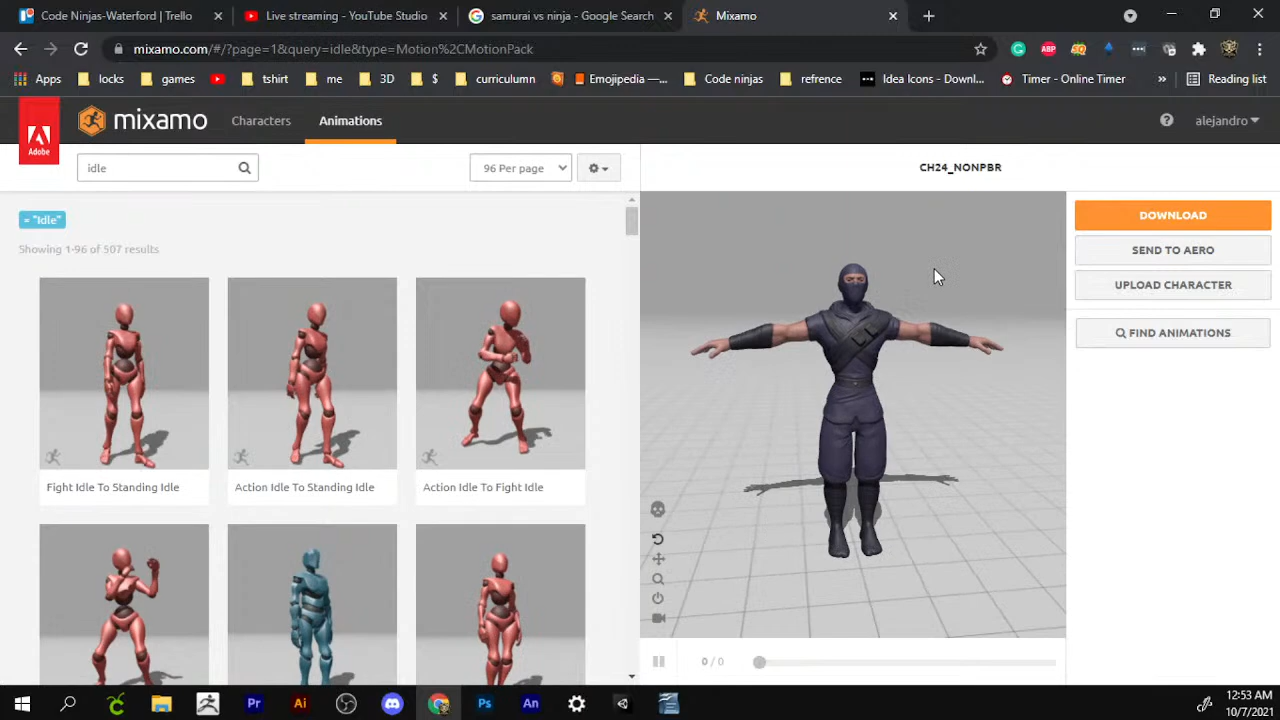 Code Ninjas-Waterford | Trello
Live streaming - YouTube Studio
samurai vs ninja - Google Search
Mixamo
mixamo.com/#/?page=1&query=idle&type=Motion%2CMotionPack
Apps
locks
games
tshirt
me
3D
$
curriculumn
Emojipedia —...
Code ninjas
refrence
Idea Icons - Downl...
Timer - Online Timer
Reading list
Adobe
mixamo
Characters
Animations
alejandro
idle
96 Per page
CH24_NONPBR
= "Idle"
Showing 1-96 of 507 results
DOWNLOAD
SEND TO AERO
UPLOAD CHARACTER
FIND ANIMATIONS
Fight Idle To Standing Idle
Action Idle To Standing Idle
Action Idle To Fight Idle
0 / 0
12:53 AM
10/7/2021